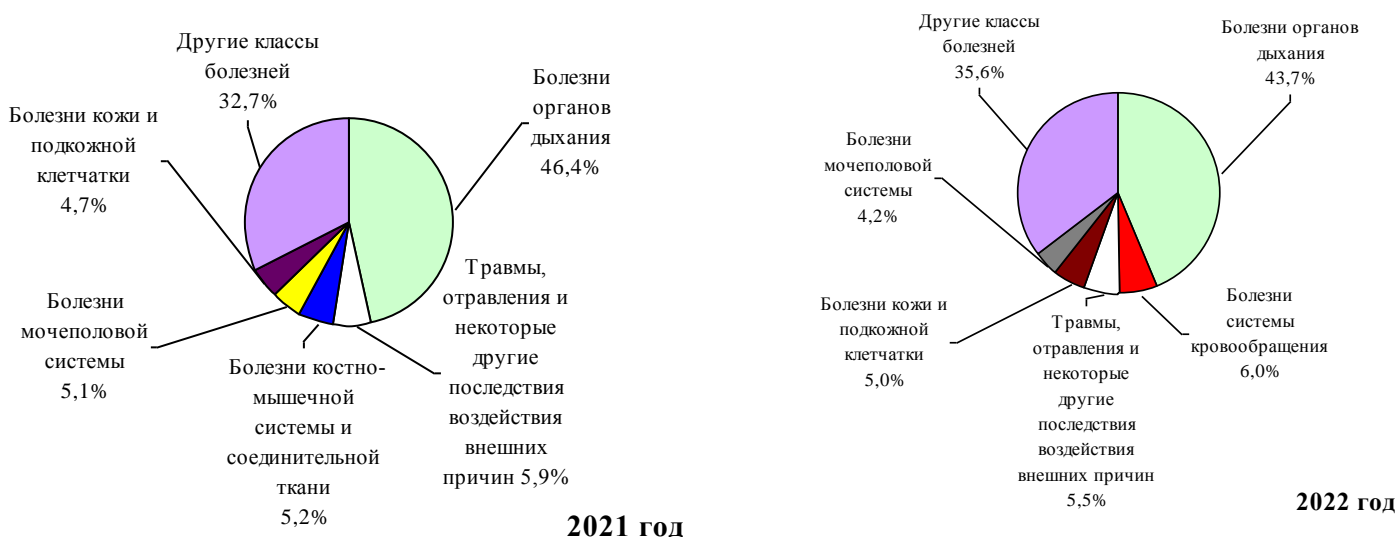 Другие классы
болезней
32,7%
Болезни
органов
дыхания
46,4%
Болезни кожи и
подкожной
клетчатки
4,7%
Болезни
мочеполовой
системы
5,1%
Болезни костно-
мышечной
системы и
соединительной
ткани
5,2%
Травмы,
отравления и
некоторые
другие
последствия
воздействия
внешних
причин 5,9%
2021 год
Другие классы
болезней
35,6%
Болезни органов
дыхания
43,7%
Болезни
мочеполовой
системы
4,2%
Болезни кожи и
подкожной
клетчатки
5,0%
Травмы,
отравления и
некоторые
другие
последствия
воздействия
внешних причин
5,5%
Болезни
системы
кровообращения
6,0%
2022 год